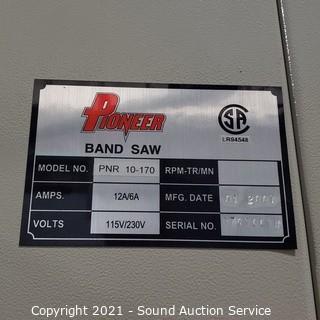 PIONEER
SA
LR94548
BAND SAW
MODEL NO. PNR 10-170 RPM-TR/MN
AMPS. 12A/6A MFG. DATE
VOLTS 115V/230V SERIAL NO.
Copyright 2021 - Sound Auction Service